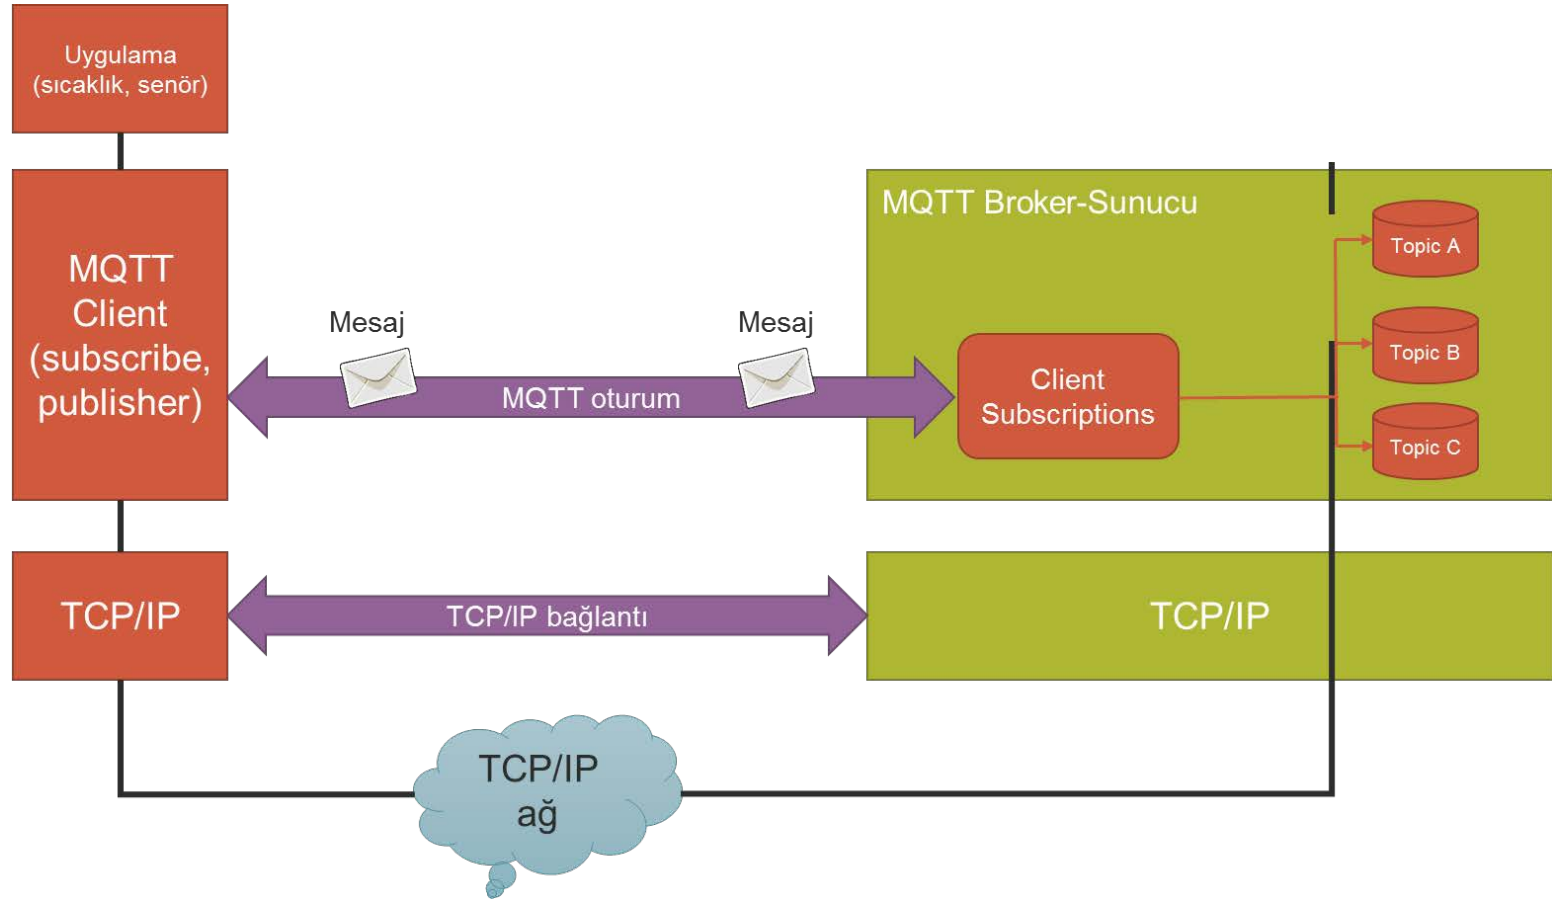 Uygulama
(sıcaklık, senör)
MQTT
Client
(subscribe,
publisher)
Mesaj
Mesaj
MQTT oturum
MQTT Broker-Sunucu
Client
Subscriptions
Topic A
Topic B
Topic C
TCP/IP
TCP/IP bağlantı
TCP/IP
TCP/IP
ağ